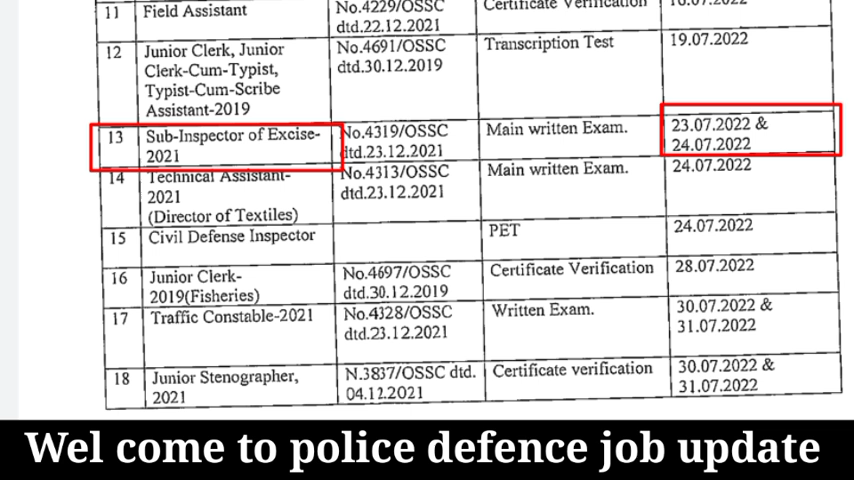 11 Field Assistant No.4229/OSSC Certificate Verification
dtd.22.12.2021
12 Junior Clerk, Junior No.4691/OSSC Transcription Test 19.07.2022
Clerk-Cum-Typist, dtd.30.12.2019
Typist-Cum-Scribe
Assistant-2019
13 Sub-Inspector of Excise- No.4319/OSSC Main written Exam. 23.07.2022 &
2021 dtd.23.12.2021 24.07.2022
14 Technical Assistant- No.4313/OSSC Main written Exam. 24.07.2022
2021 dtd.23.12.2021
(Director of Textiles)
15 Civil Defense Inspector PET 24.07.2022
16 Junior Clerk- No.4697/OSSC Certificate Verification 28.07.2022
2019(Fisheries) dtd.30.12.2019
17 Traffic Constable-2021 No.4328/OSSC Written Exam. 30.07.2022 &
dtd.23.12.2021 31.07.2022
18 Junior Stenographer, N.3837/OSSC dtd. Certificate verification 30.07.2022 &
2021 04.12.2021 31.07.2022
Wel come to police defence job update